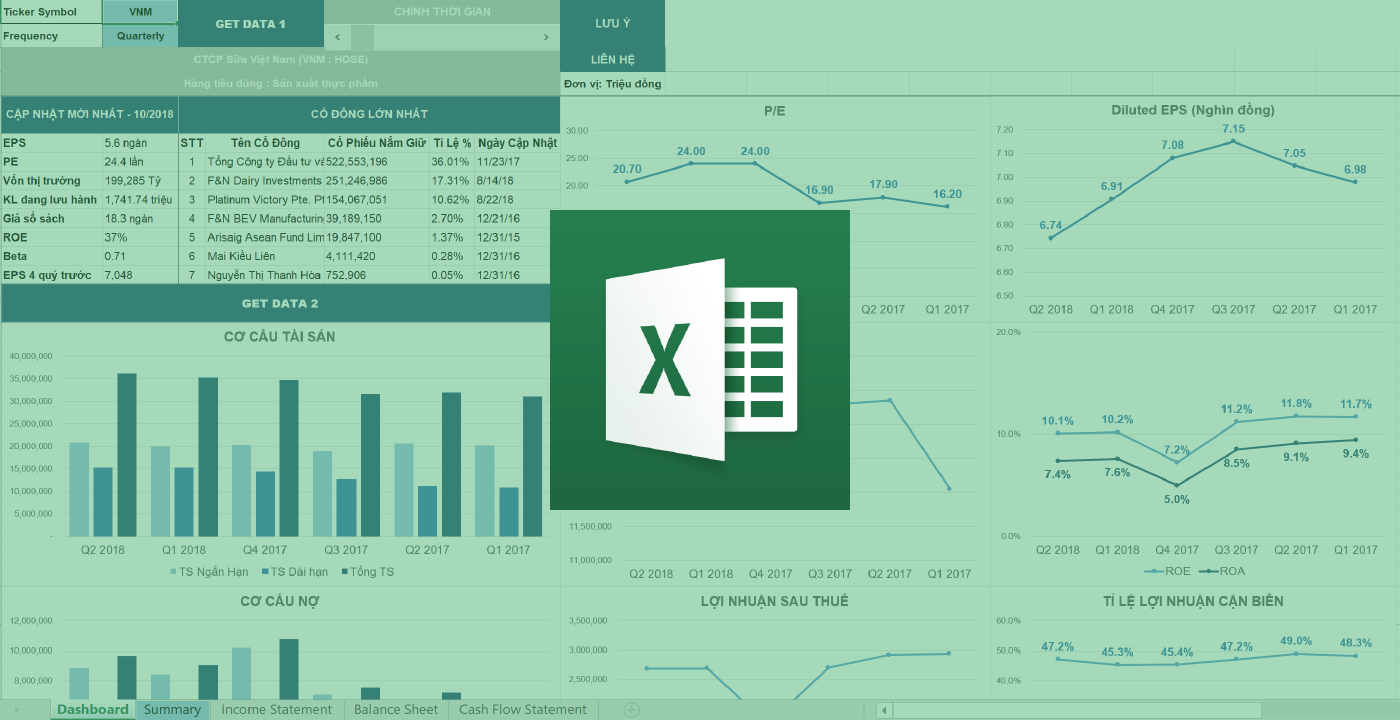 Ticker Symbol VNM GET DATA 1 CHỈNH THỜI GIAN LƯU Ý
Frequency Quarterly
CTCP Sữa Việt Nam (VNM : HOSE) LIÊN HỆ
Hàng tiêu dùng : Sản xuất thực phẩm Đơn vị: Triệu đồng
CẬP NHẬT MỚI NHẤT - 10/2018 CỔ ĐÔNG LỚN NHẤT
EPS 5.6 ngàn STT Tên Cổ Đông Cổ Phiếu Nắm Giữ Tỉ Lệ % Ngày Cập Nhật
PE 24.4 lần 1 Tổng Công ty Đầu tư và 522,553,196 36.01% 11/23/17
Vốn thị trường 199,285 Tỷ 2 F&N Dairy Investments 251,246,986 17.31% 8/14/18
KL đang lưu hành 1,741.74 triệu 3 Platinum Victory Pte. Pt 154,067,051 10.62% 8/22/18
Giá sổ sách 18.3 ngàn 4 F&N BEV Manufacturin 39,189,150 2.70% 12/21/16
ROE 37% 5 Arisaig Asean Fund Lim 19,847,100 1.37% 12/31/15
Beta 0.71 6 Mai Kiều Liên 4,111,420 0.28% 12/31/16
EPS 4 quý trước 7,048 7 Nguyễn Thị Thanh Hòa 752,906 0.05% 12/31/16
GET DATA 2
P/E
30.00
25.00
20.00
20.70 24.00 24.00 16.90 17.90 16.20
Q2 2017 Q1 2017
Diluted EPS (Nghìn đồng)
7.20
7.10
7.00
6.90
6.80
6.70
6.60
6.50
6.74 6.91 7.08 7.15 7.05 6.98
Q2 2018 Q1 2018 Q4 2017 Q3 2017 Q2 2017 Q1 2017
CƠ CẤU TÀI SẢN
40,000,000
35,000,000
30,000,000
25,000,000
20,000,000
15,000,000
10,000,000
5,000,000
-
Q2 2018 Q1 2018 Q4 2017 Q3 2017 Q2 2017 Q1 2017
TS Ngắn Hạn TS Dài hạn Tổng TS
X
11,500,000
11,000,000
Q2 2018 Q1 2018 Q4 2017 Q3 2017 Q2 2017 Q1 2017
20.0%
10.0%
0.0%
10.1% 10.2% 7.2% 11.2% 11.8% 11.7%
7.4% 7.6% 5.0% 8.5% 9.1% 9.4%
Q2 2018 Q1 2018 Q4 2017 Q3 2017 Q2 2017 Q1 2017
ROE ROA
CƠ CẤU NỢ
12,000,000
10,000,000
8,000,000
LỢI NHUẬN SAU THUẾ
3,500,000
3,000,000
2,500,000
TỈ LỆ LỢI NHUẬN CẬN BIÊN
60.0%
50.0%
40.0%
47.2% 45.3% 45.4% 47.2% 49.0% 48.3%
Dashboard Summary Income Statement Balance Sheet Cash Flow Statement